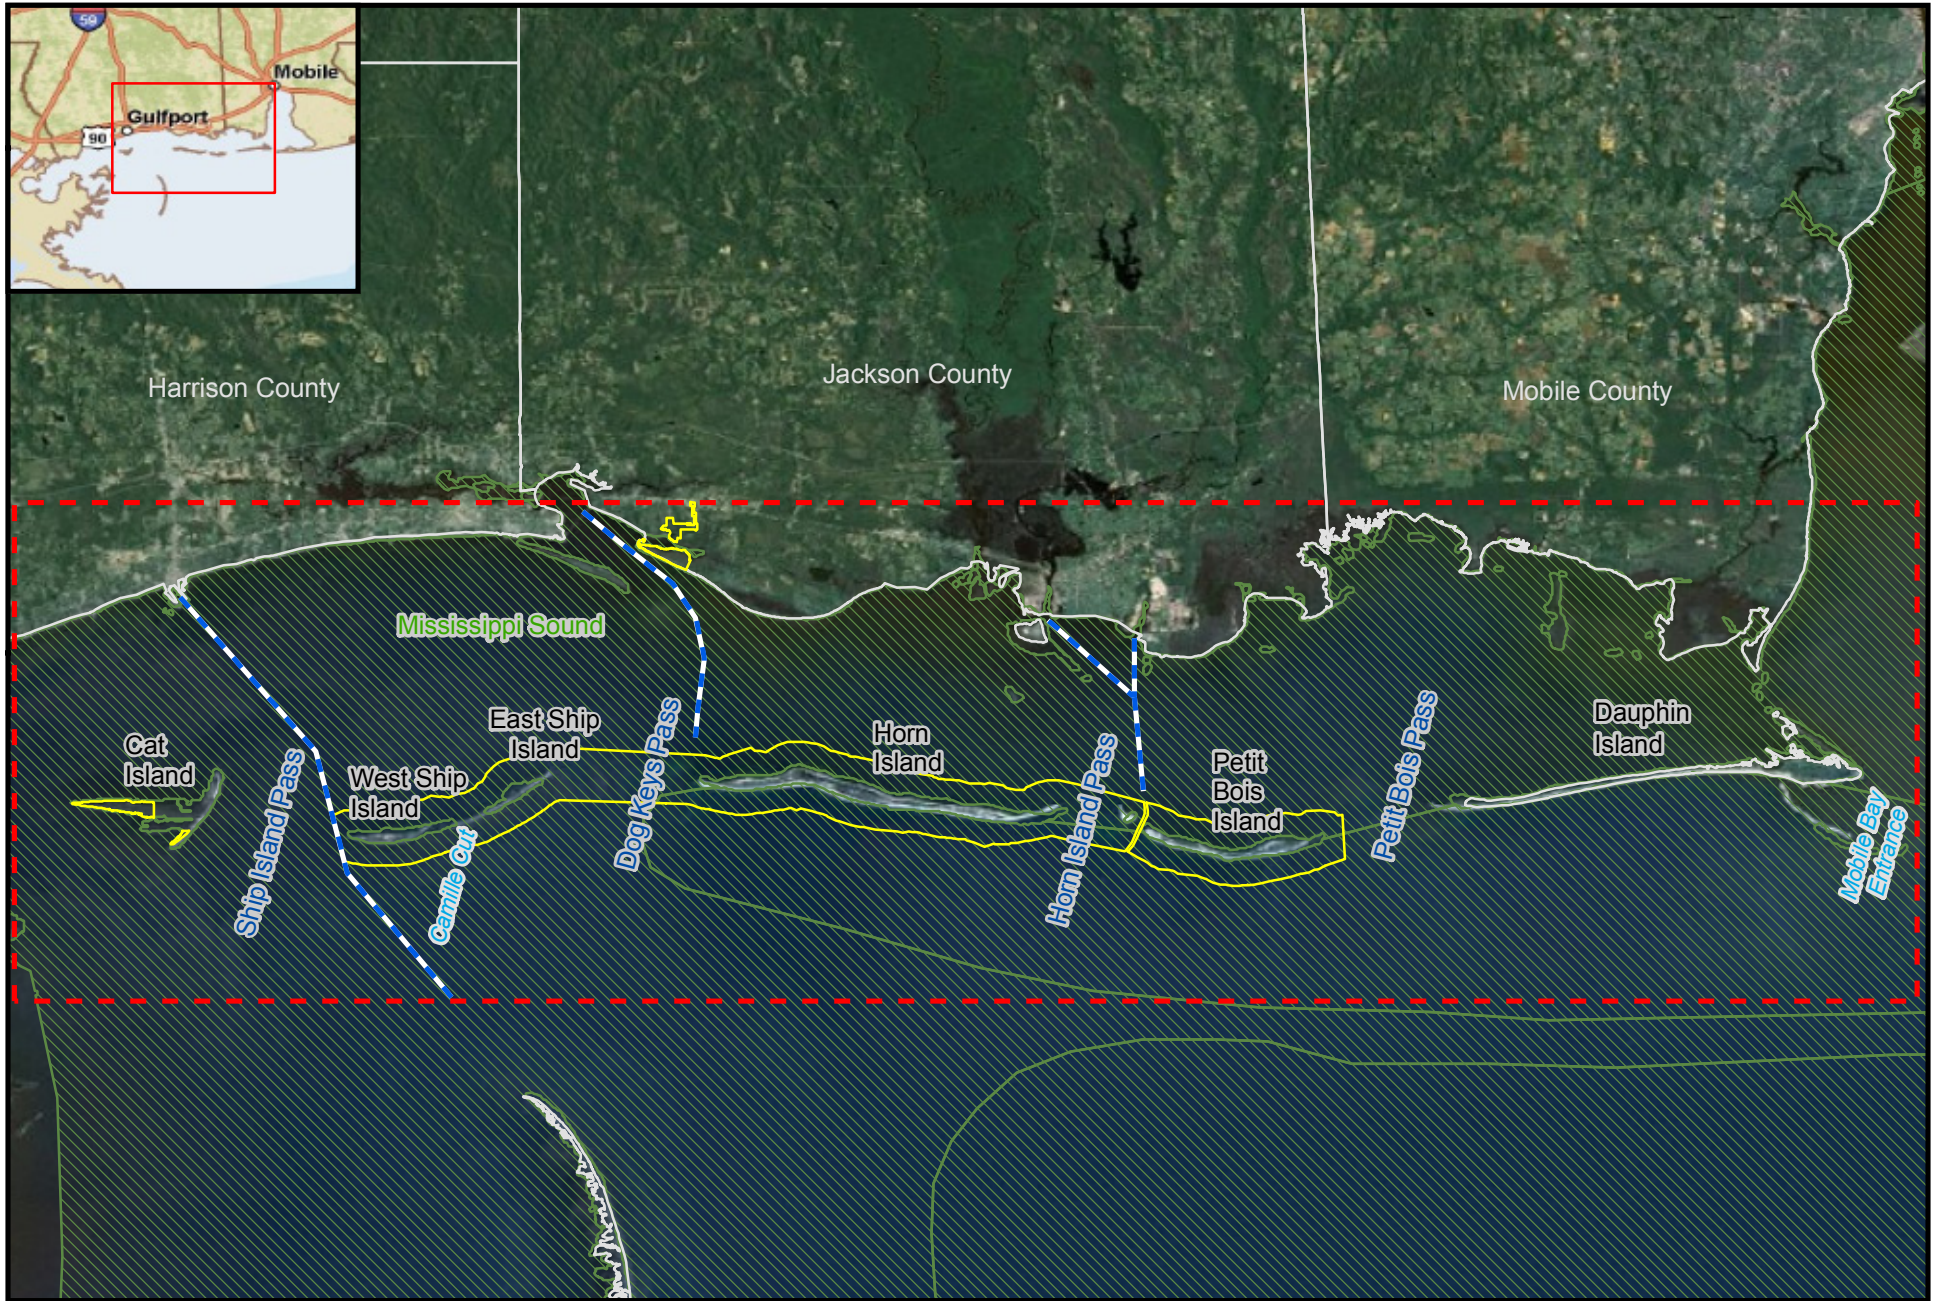 59
Mobile
Gulfport
90
Harrison County
Jackson County
Mobile County
Mississippi Sound
Cat
Island
Ship Island Pass
West Ship
Island
East Ship
Island
Camille Cut
Dog Keys Pass
Horn
Island
Horn Island Pass
Petit
Bois
Island
Petit Bois Pass
Dauphin
Island
Mobile Bay
Entrance